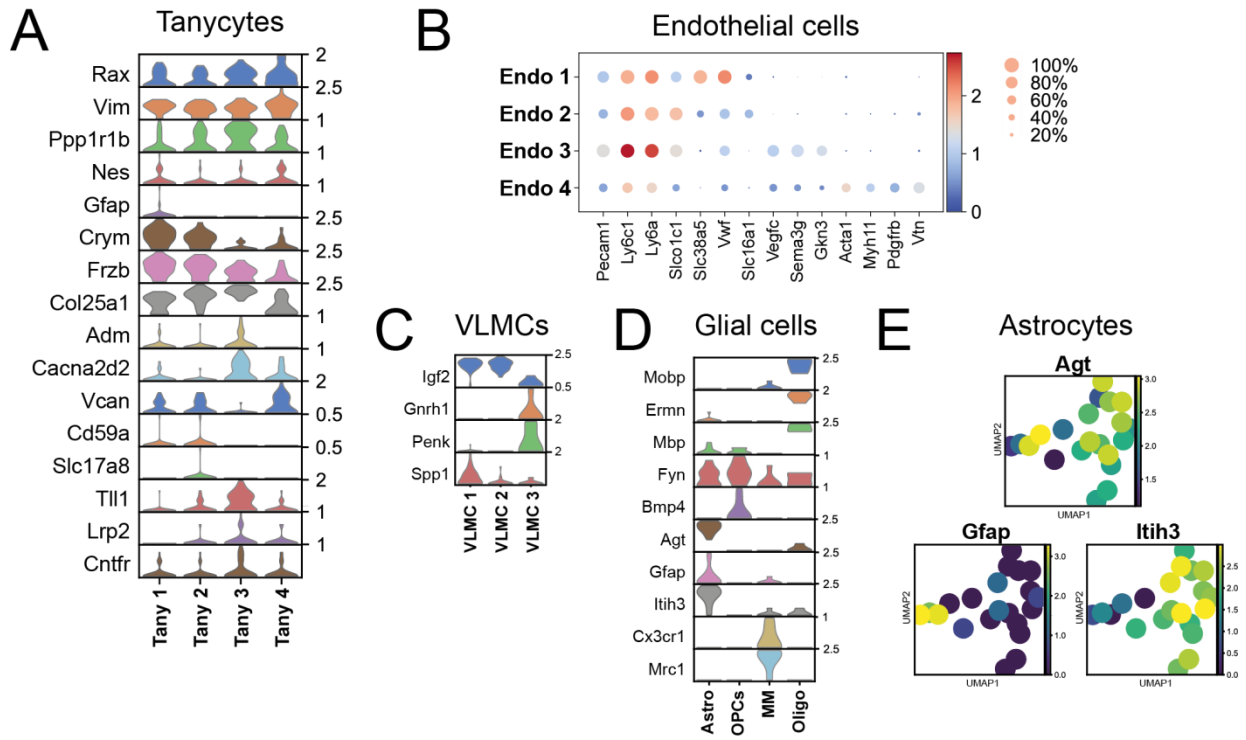 A
Tanycytes
Rax
2
Vim
2.5
Ppp1r1b
1
Nes
1
Gfap
1
Crym
2.5
Frzb
2.5
Col25a1
2.5
Adm
1
Cacna2d2
1
Vcan
2
Cd59a
0.5
Slc17a8
0.5
Tll1
2
Lrp2
1
Cntfr
1
Tany 1
Tany 2
Tany 3
Tany 4
B
Endothelial cells
Endo 1
Endo 2
Endo 3
Endo 4
Pecam1
Ly6c1
Ly6a
Slco1c1
Slc38a5
Vwf
Slc16a1
Vegfc
Sema3g
Gkn3
Acta1
Myh11
Pdgfrb
Vtn
2
1
0
100%
80%
60%
40%
20%
C
VLMCs
Igf2
2.5
Gnrh1
0.5
Penk
2
Spp1
2
VLMC 1
VLMC 2
VLMC 3
D
Glial cells
Mobp
2.5
Ermn
2
Mbp
2.5
Fyn
1
Bmp4
1
Agt
2.5
Gfap
2.5
Itih3
2.5
Cx3cr1
1
Mrc1
2.5
Astro
OPCs
MM
Oligo
E
Astrocytes
Agt
UMAP2
UMAP1
3.0
2.5
2.0
1.5
Gfap
UMAP2
UMAP1
3.0
2.0
1.0
0.0
Itih3
UMAP2
UMAP1
2.5
2.0
1.5
1.0
0.5
0.0